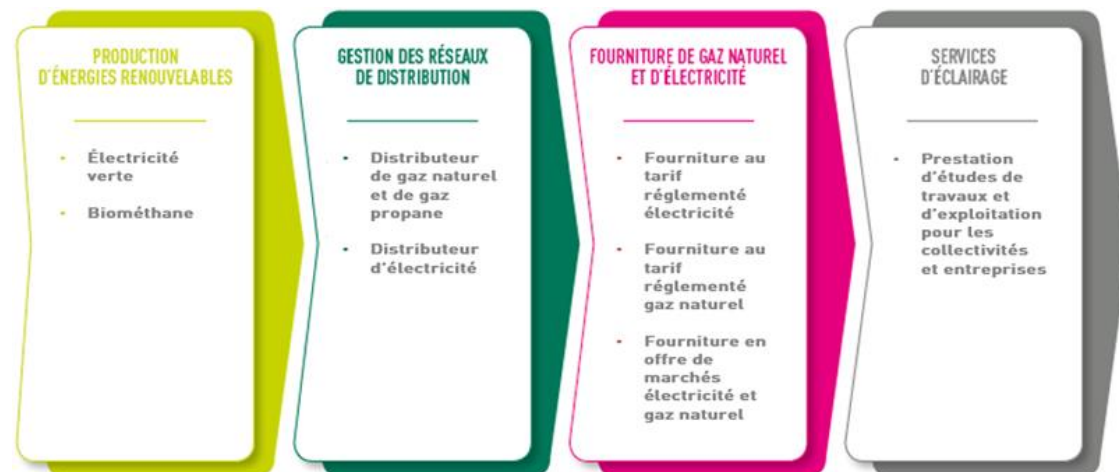 PRODUCTION
D'ÉNERGIES RENOUVELABLES
• Électricité
verte
• Biométhane
GESTION DES RÉSEAUX
DE DISTRIBUTION
• Distributeur
de gaz naturel
et de gaz
propane
• Distributeur
d'électricité
FOURNITURE DE GAZ NATUREL
ET D'ÉLECTRICITÉ
• Fourniture au
tarif
réglementé
électricité
• Fourniture au
tarif
réglementé
gaz naturel
• Fourniture en
offre de
marchés
électricité et
gaz naturel
SERVICES
D'ÉCLAIRAGE
• Prestation
d'études de
travaux et
d'exploitation
pour les
collectivités
et entreprises